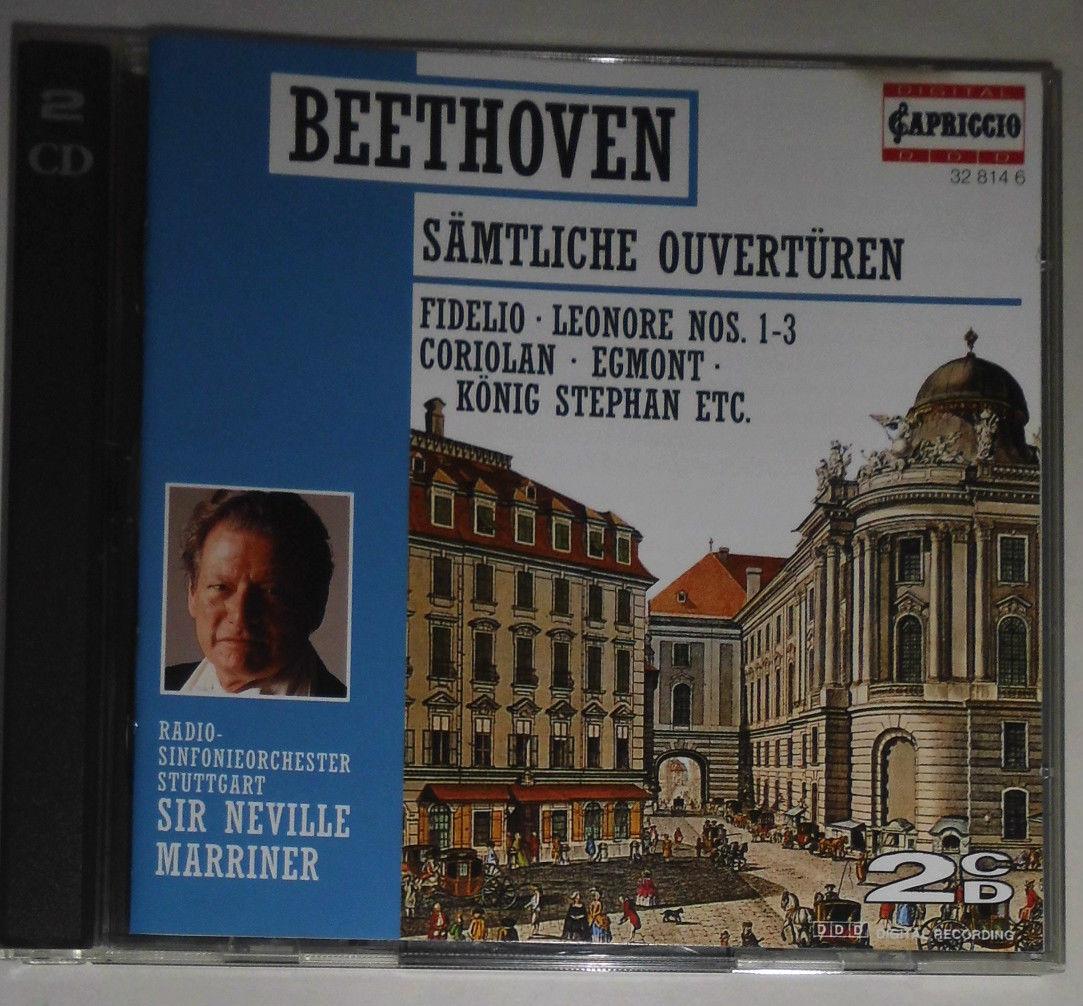 2
CD
BEETHOVEN
DIGITAL
CAPRICCIO
DDD
32 814 6
SÄMTLICHE OUVERTÜREN
FIDELIO · LEONORE NOS. 1-3
CORIOLAN · EGMONT ·
KÖNIG STEPHAN ETC.
RADIO-
SINFONIEORCHESTER
STUTTGART
SIR NEVILLE
MARRINER
2CD
DDD DIGITAL RECORDING